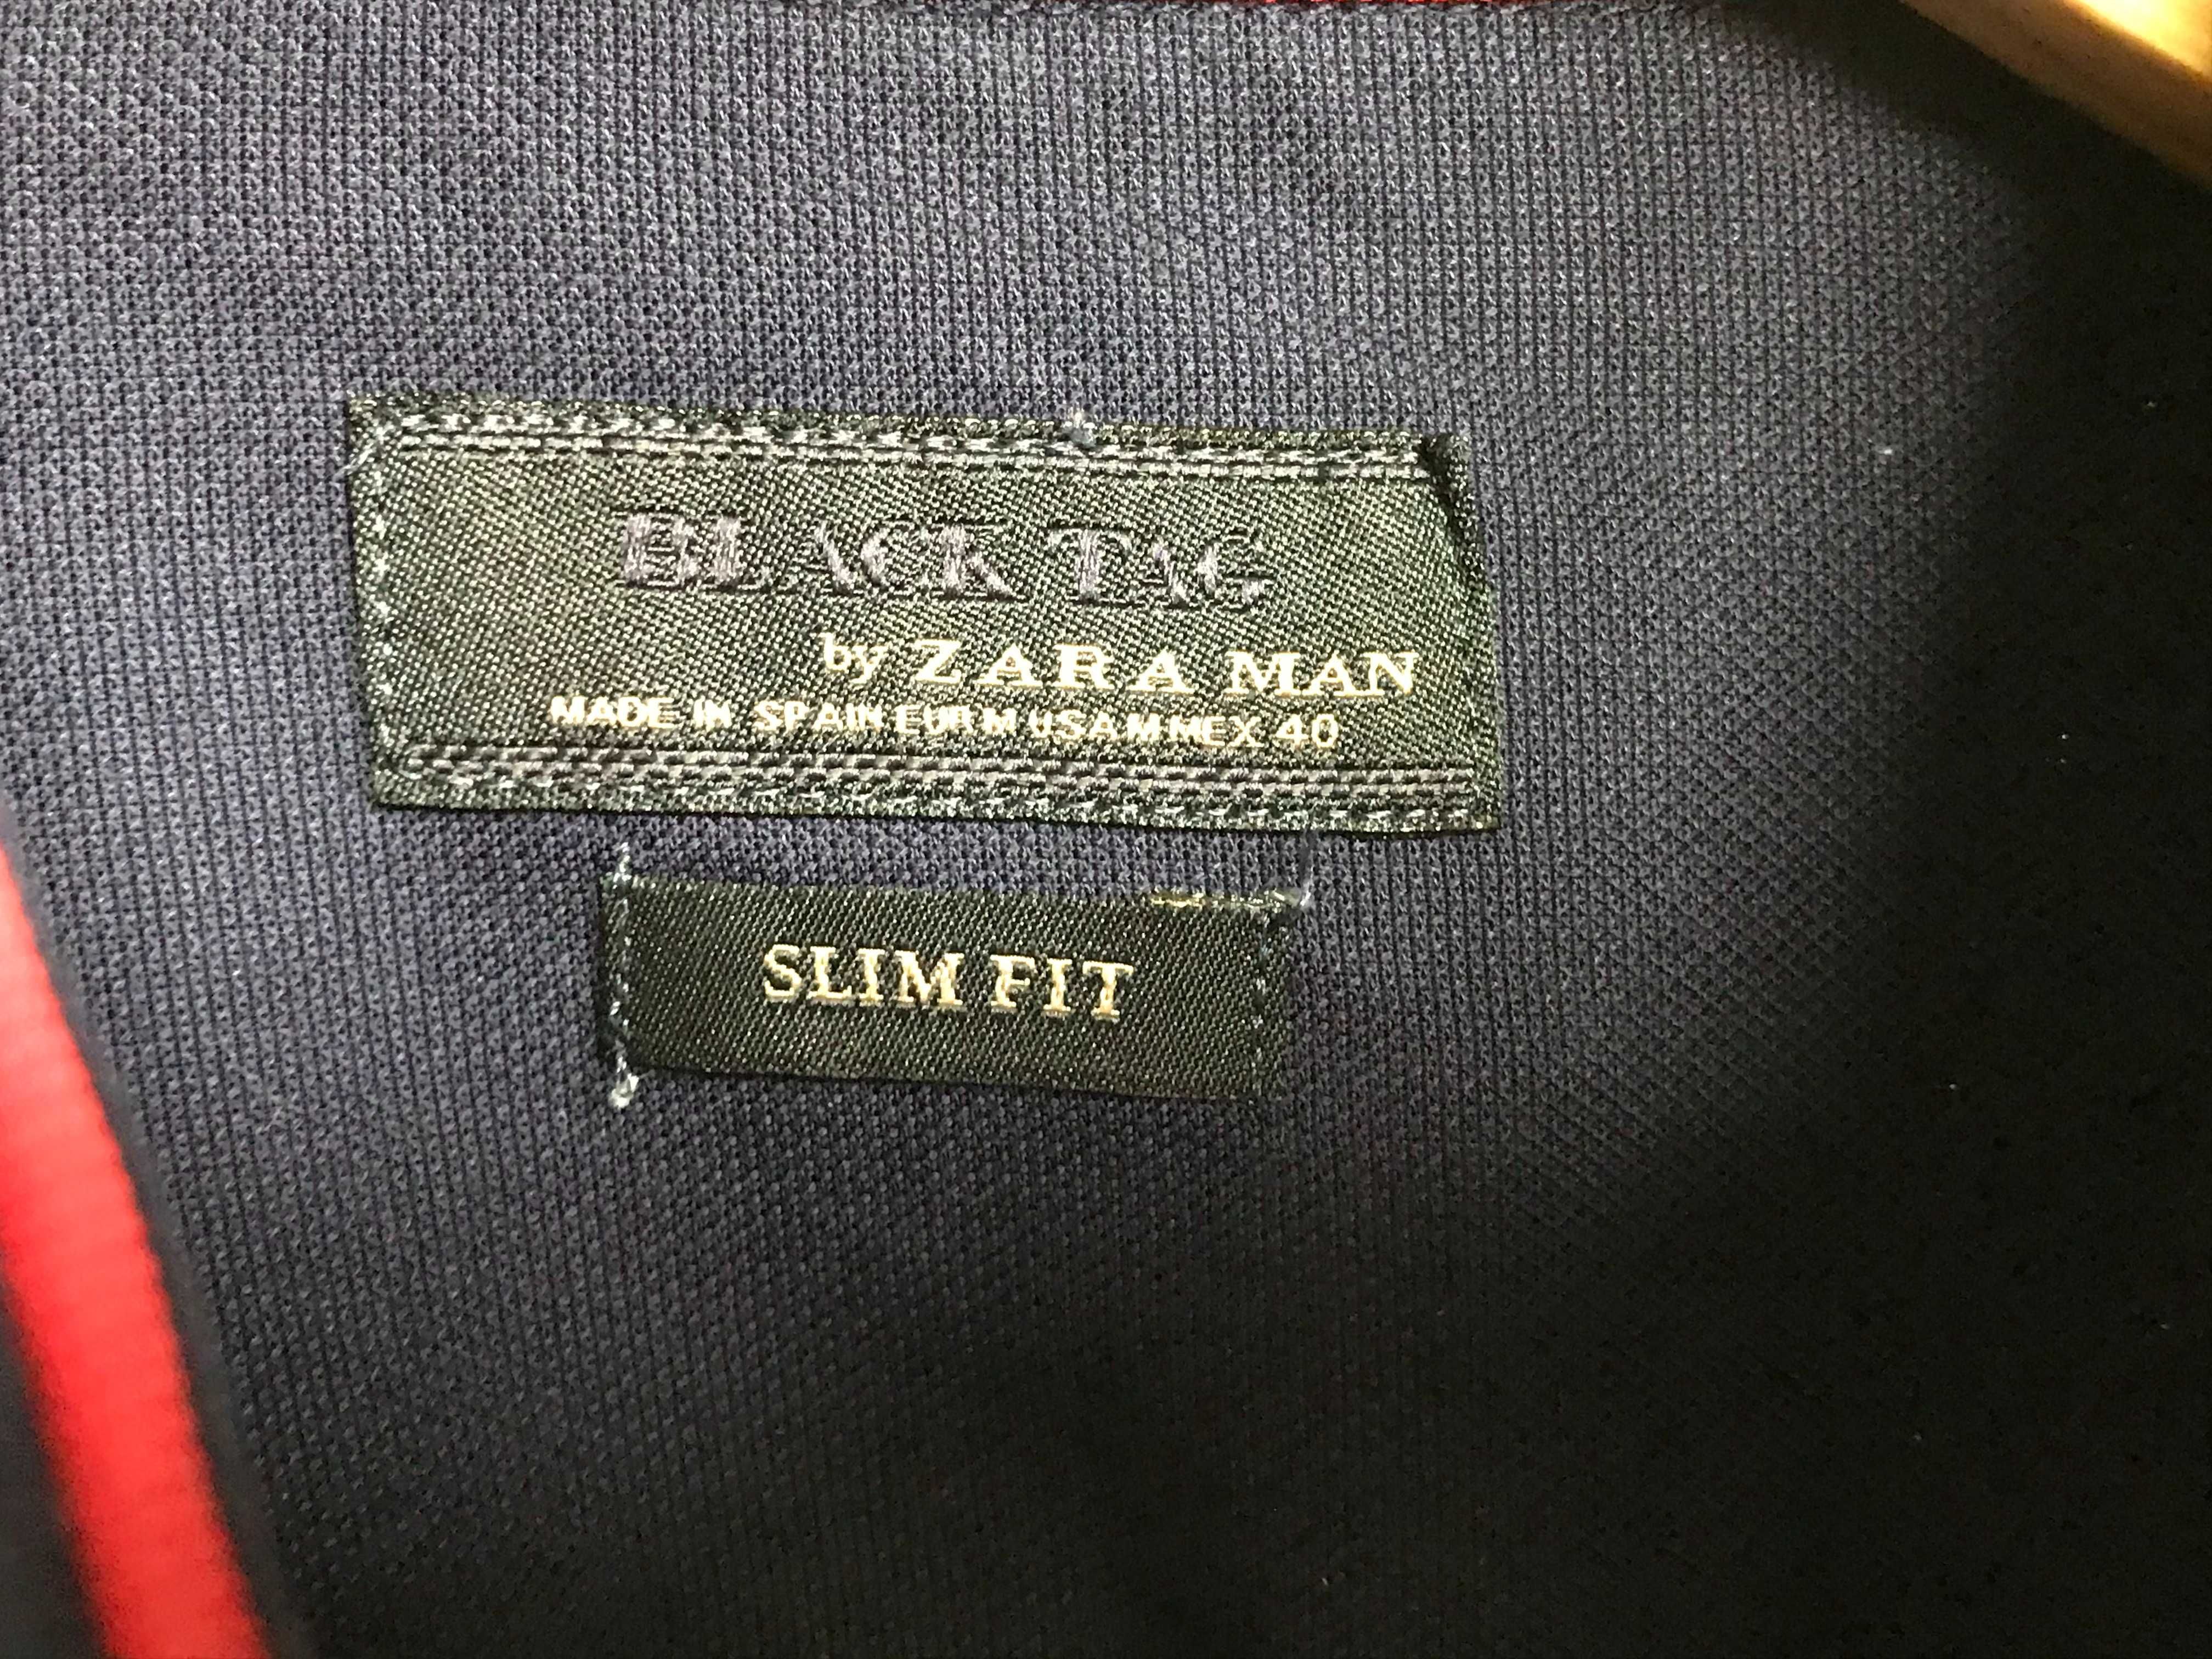 BLACK TAG
by ZARA MAN
MADE IN SPAIN EUR M USA M MEX 40
SLIM FIT